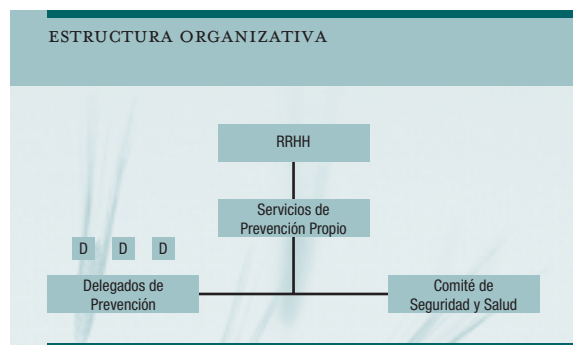 ESTRUCTURA ORGANIZATIVA
RRHH
Servicios de
Prevención Propio
D D D
Delegados de
Prevención
Comité de
Seguridad y Salud